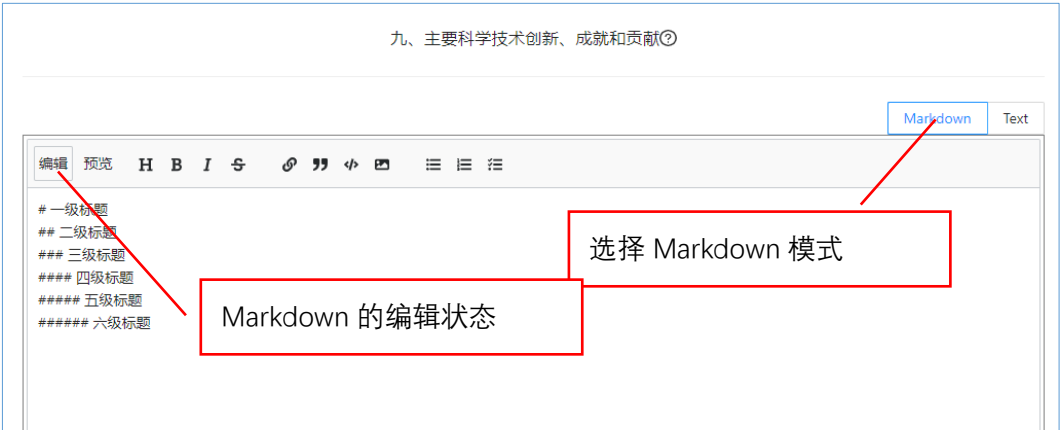 九、主要科学技术创新、成就和贡献?
Markdown Text
编辑 预览 H B I S
# 一级标题
## 二级标题
### 三级标题
#### 四级标题
##### 五级标题
###### 六级标题
选择 Markdown 模式
Markdown 的编辑状态